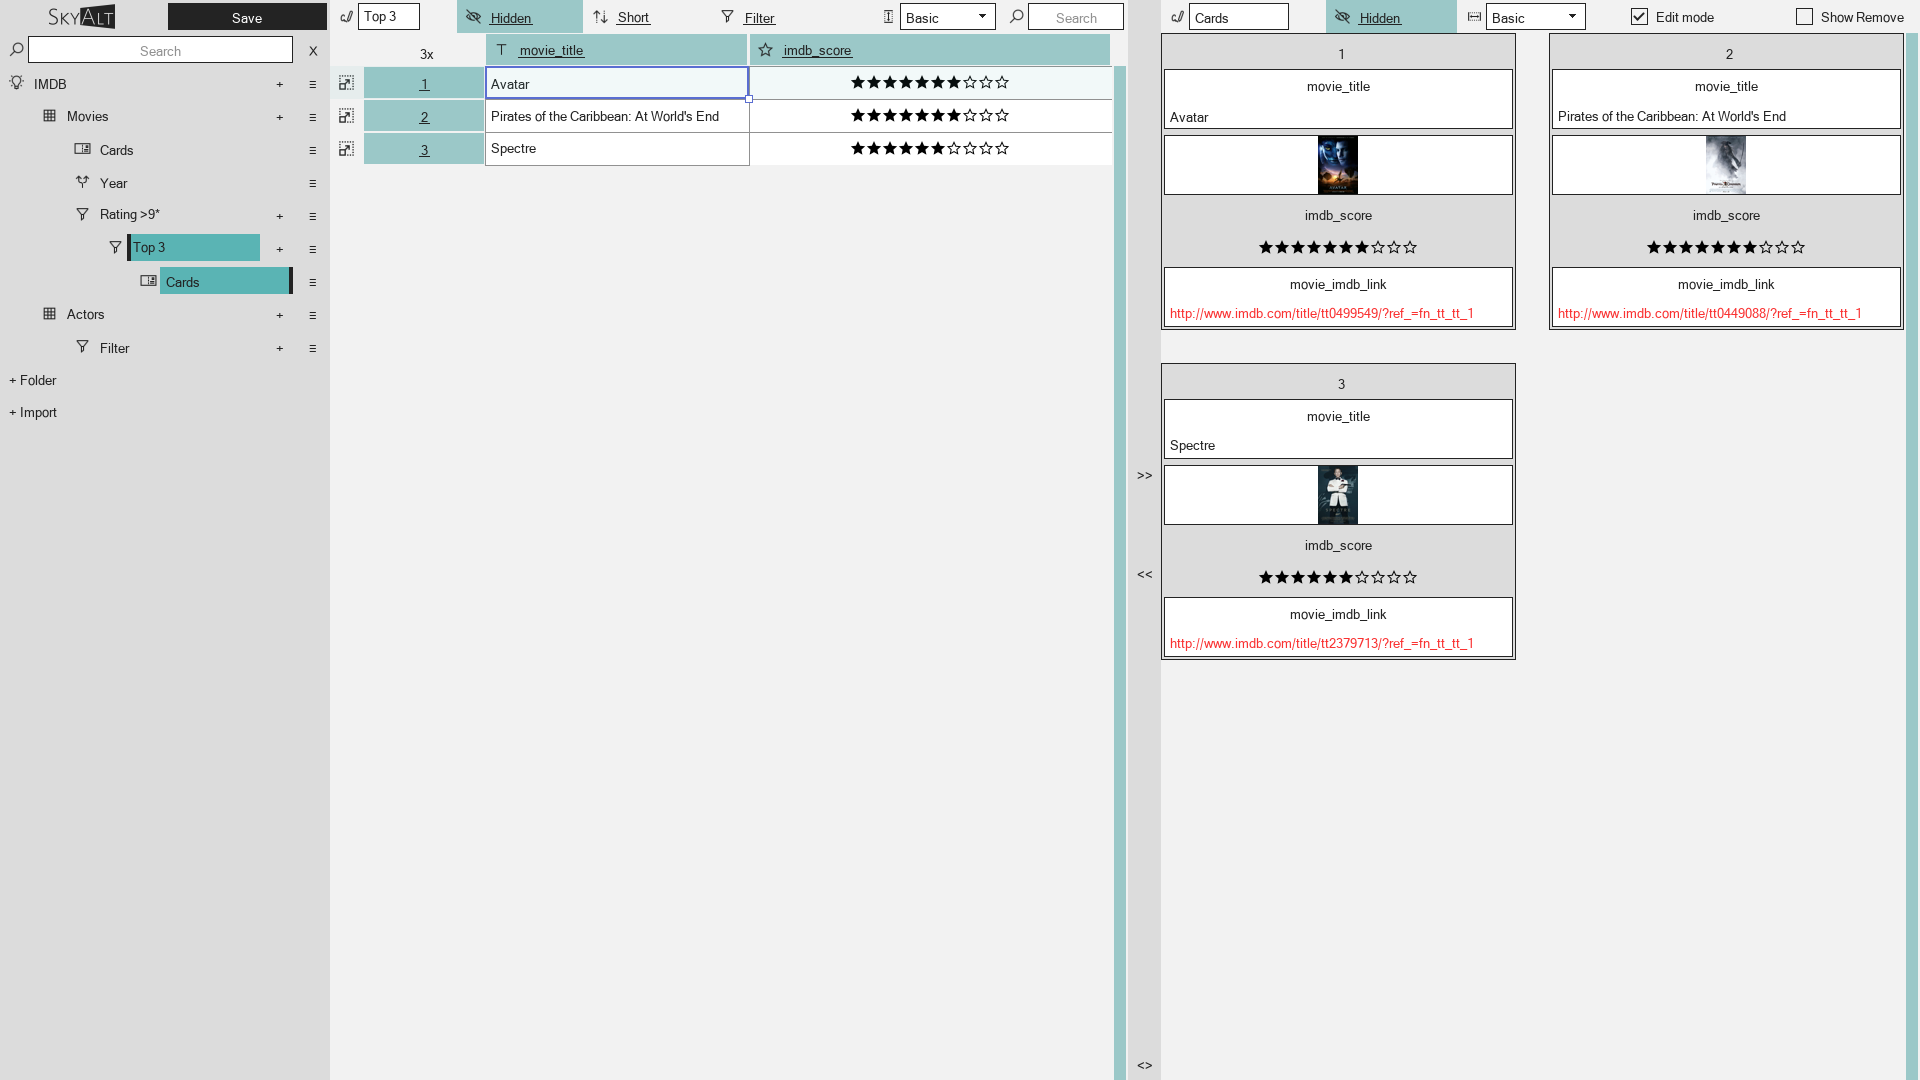 SKYALT
Save
Search
X
IMDB
+
Movies
+
Cards
Year
Rating >9*
+
Top 3
+
Cards
Actors
+
Filter
+
+ Folder
+ Import
Top 3
Hidden
Short
Filter
Basic
Search
3x
movie_title
imdb_score
1
Avatar
2
Pirates of the Caribbean: At World's End
3
Spectre
>>
<<
<>
Cards
Hidden
Basic
Edit mode
Show Remove
1
movie_title
Avatar
imdb_score
movie_imdb_link
http://www.imdb.com/title/tt0499549/?ref_=fn_tt_tt_1
2
movie_title
Pirates of the Caribbean: At World's End
imdb_score
movie_imdb_link
http://www.imdb.com/title/tt0449088/?ref_=fn_tt_tt_1
3
movie_title
Spectre
imdb_score
movie_imdb_link
http://www.imdb.com/title/tt2379713/?ref_=fn_tt_tt_1